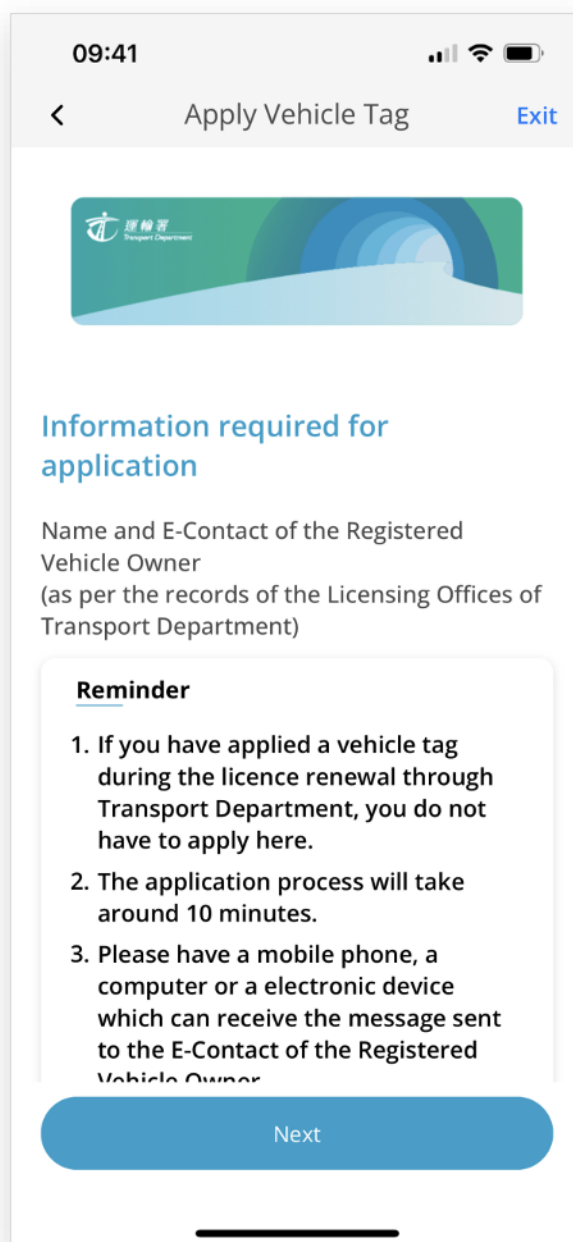 09:41
Apply Vehicle Tag
Exit
運輸署
Transport Department
Information required for
application
Name and E-Contact of the Registered
Vehicle Owner
(as per the records of the Licensing Offices of
Transport Department)
Reminder
1. If you have applied a vehicle tag
during the licence renewal through
Transport Department, you do not
have to apply here.
2. The application process will take
around 10 minutes.
3. Please have a mobile phone, a
computer or a electronic device
which can receive the message sent
to the E-Contact of the Registered
Vehicle Owner
Next